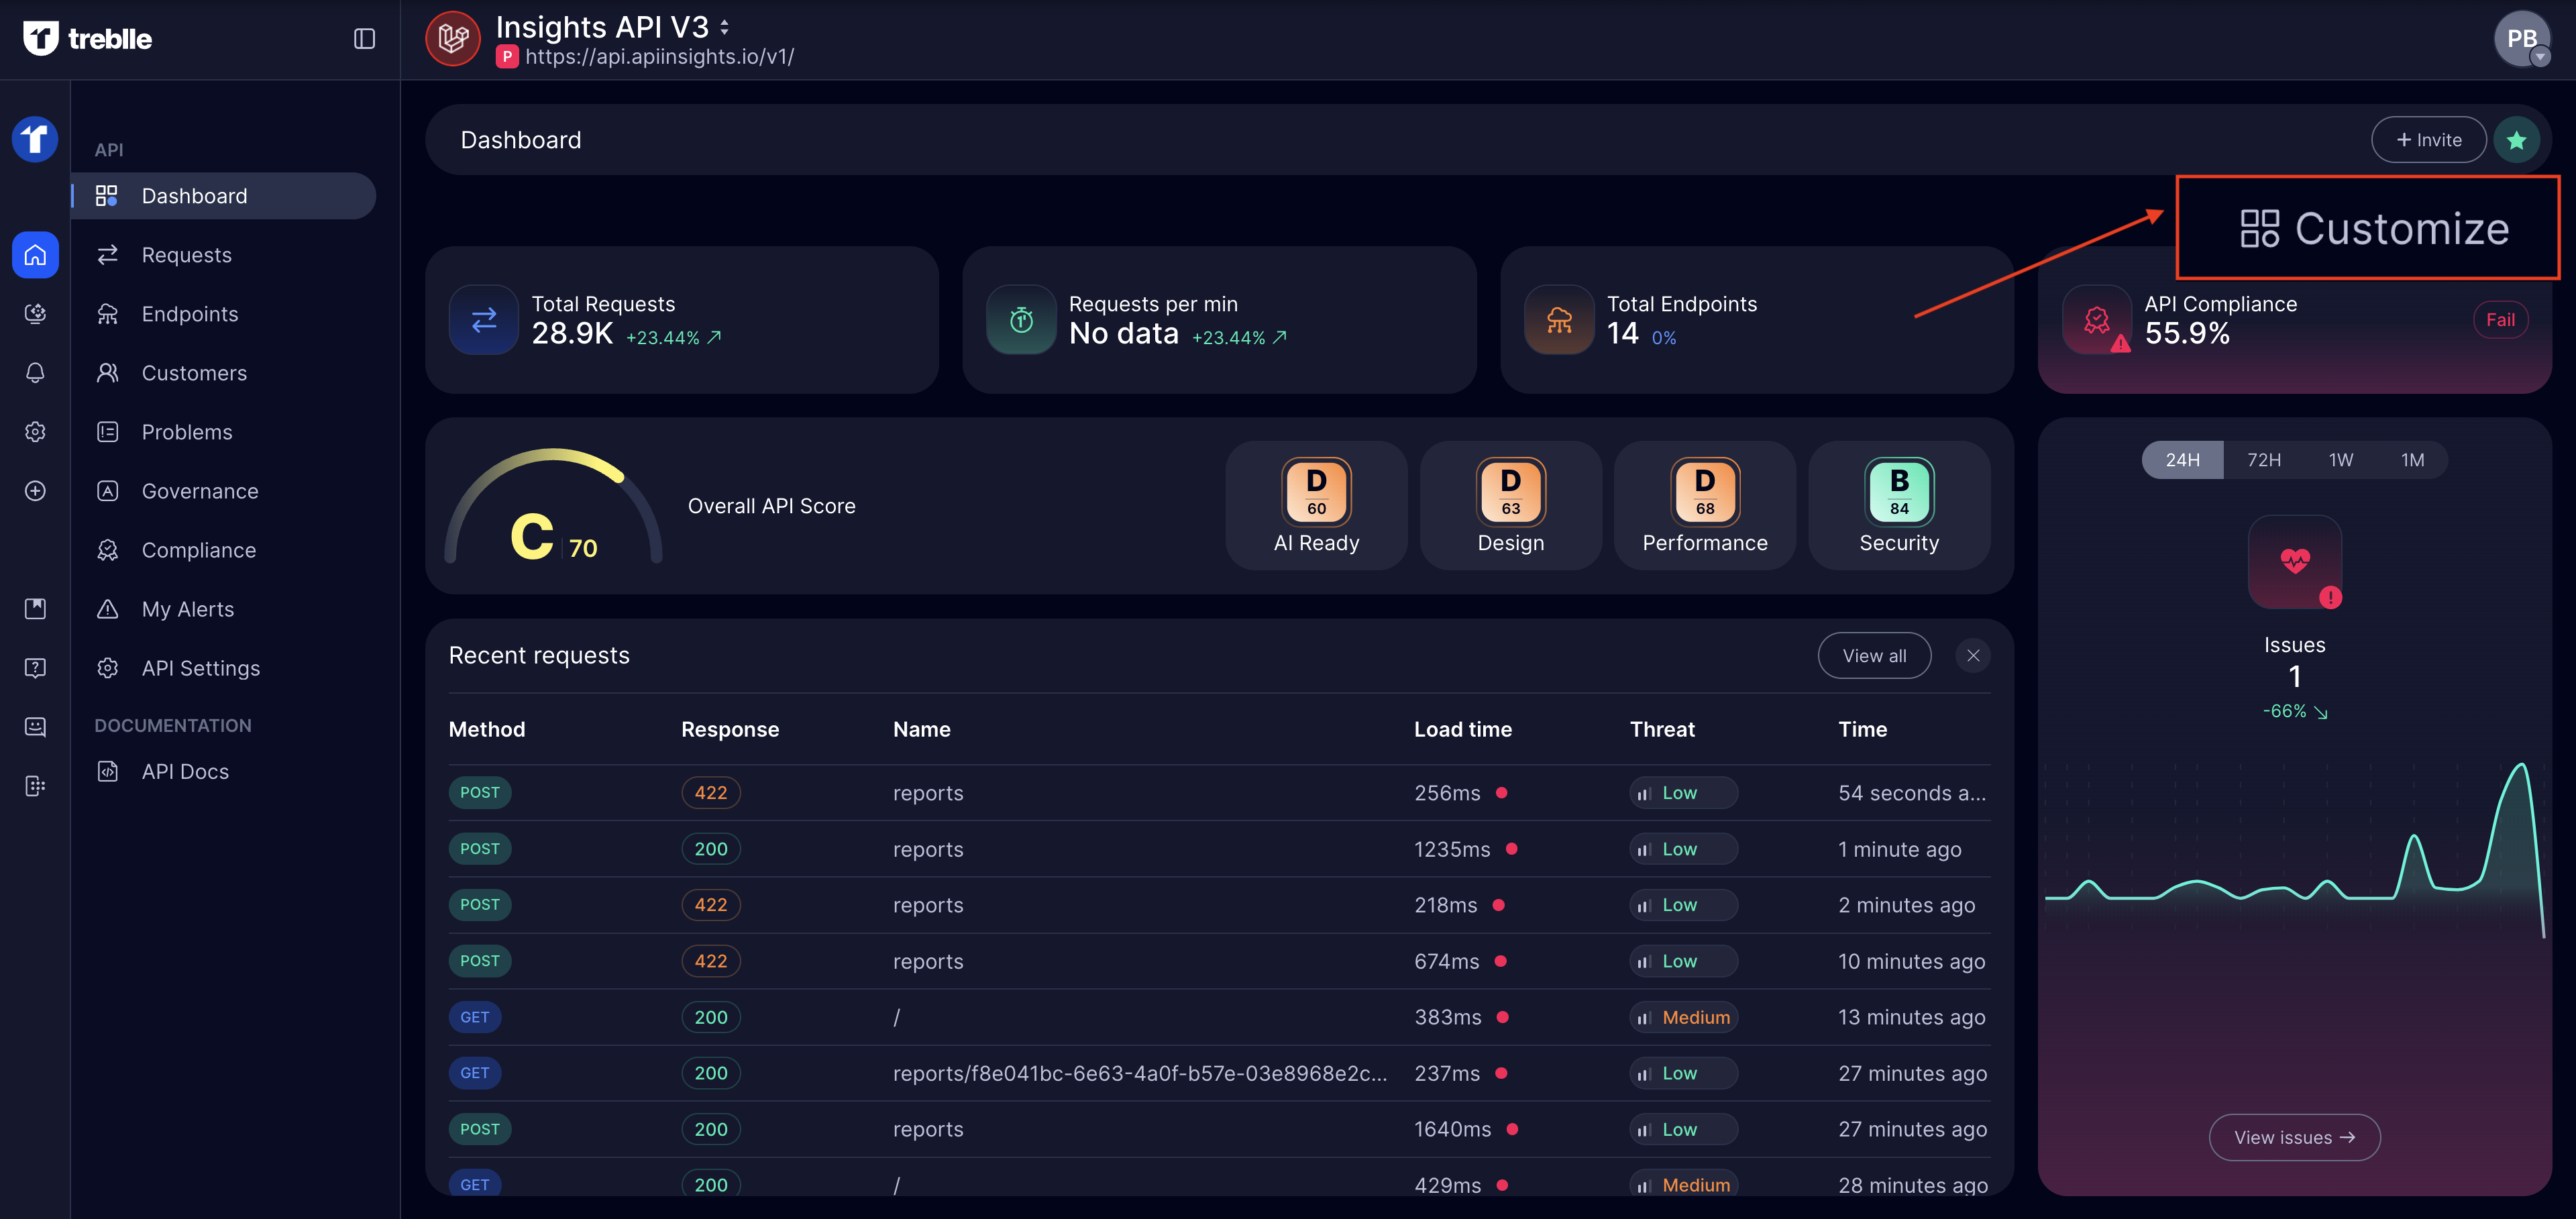 treblle
Insights API V3
P https://api.apiinsights.io/v1/
PB
API
Dashboard
Requests
Endpoints
Customers
Problems
Governance
Compliance
My Alerts
API Settings
DOCUMENTATION
API Docs
Dashboard
+ Invite
Customize
Total Requests
28.9K +23.44%
Requests per min
No data +23.44%
Total Endpoints
14 0%
API Compliance
55.9%
Fail
C 70
Overall API Score
D
60
AI Ready
D
63
Design
D
68
Performance
B
84
Security
24H 72H 1W 1M
Issues
1
-66%
View issues →
Recent requests
View all
Method Response Name Load time Threat Time
POST 422 reports 256ms Low 54 seconds a...
POST 200 reports 1235ms Low 1 minute ago
POST 422 reports 218ms Low 2 minutes ago
POST 422 reports 674ms Low 10 minutes ago
GET 200 / 383ms Medium 13 minutes ago
GET 200 reports/f8e041bc-6e63-4a0f-b57e-03e8968e2c... 237ms Low 27 minutes ago
POST 200 reports 1640ms Low 27 minutes ago
GET 200 / 429ms Medium 28 minutes ago